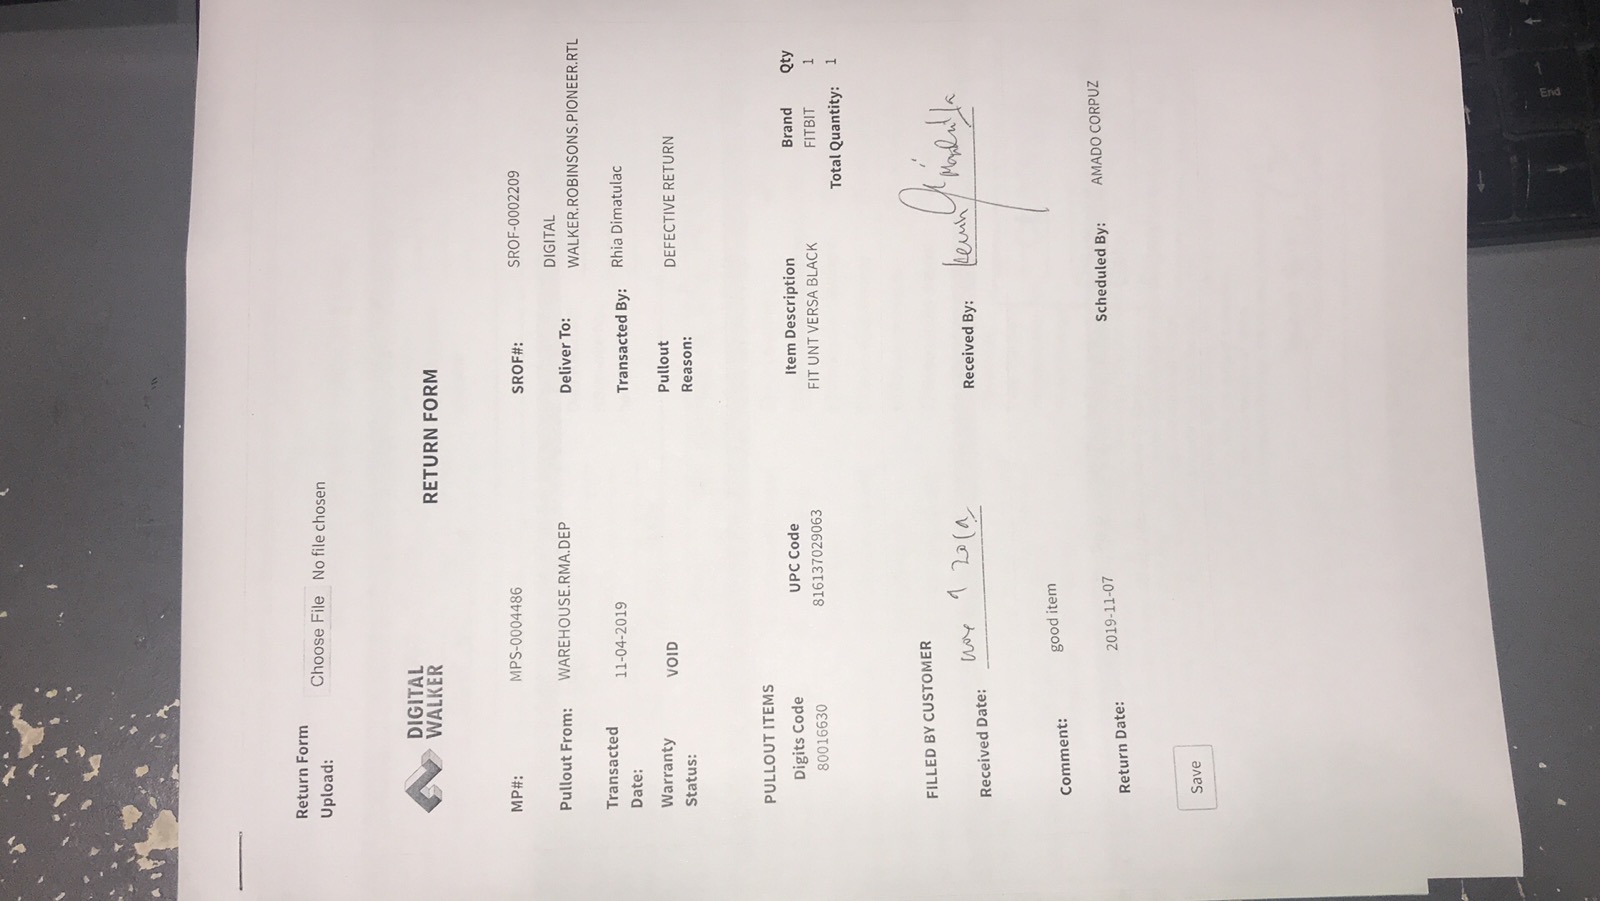 Return Form
Upload:
Choose File No file chosen
DIGITAL
WALKER
RETURN FORM
MP#: MPS-0004486 SROF#: SROF-0002209
Pullout From: WAREHOUSE.RMA.DEP Deliver To: DIGITAL
WALKER.ROBINSONS.PIONEER.RTL
Transacted
Date: 11-04-2019 Transacted By: Rhia Dimatulac
Warranty
Status: VOID Pullout
Reason: DEFECTIVE RETURN
PULLOUT ITEMS
Digits Code UPC Code Item Description Brand Qty
80016630 816137029063 FIT UNT VERSA BLACK FITBIT 1
Total Quantity: 1
FILLED BY CUSTOMER
Received Date: Received By:
Comment: good item
Return Date: 2019-11-07 Scheduled By: AMADO CORPUZ
Save
End